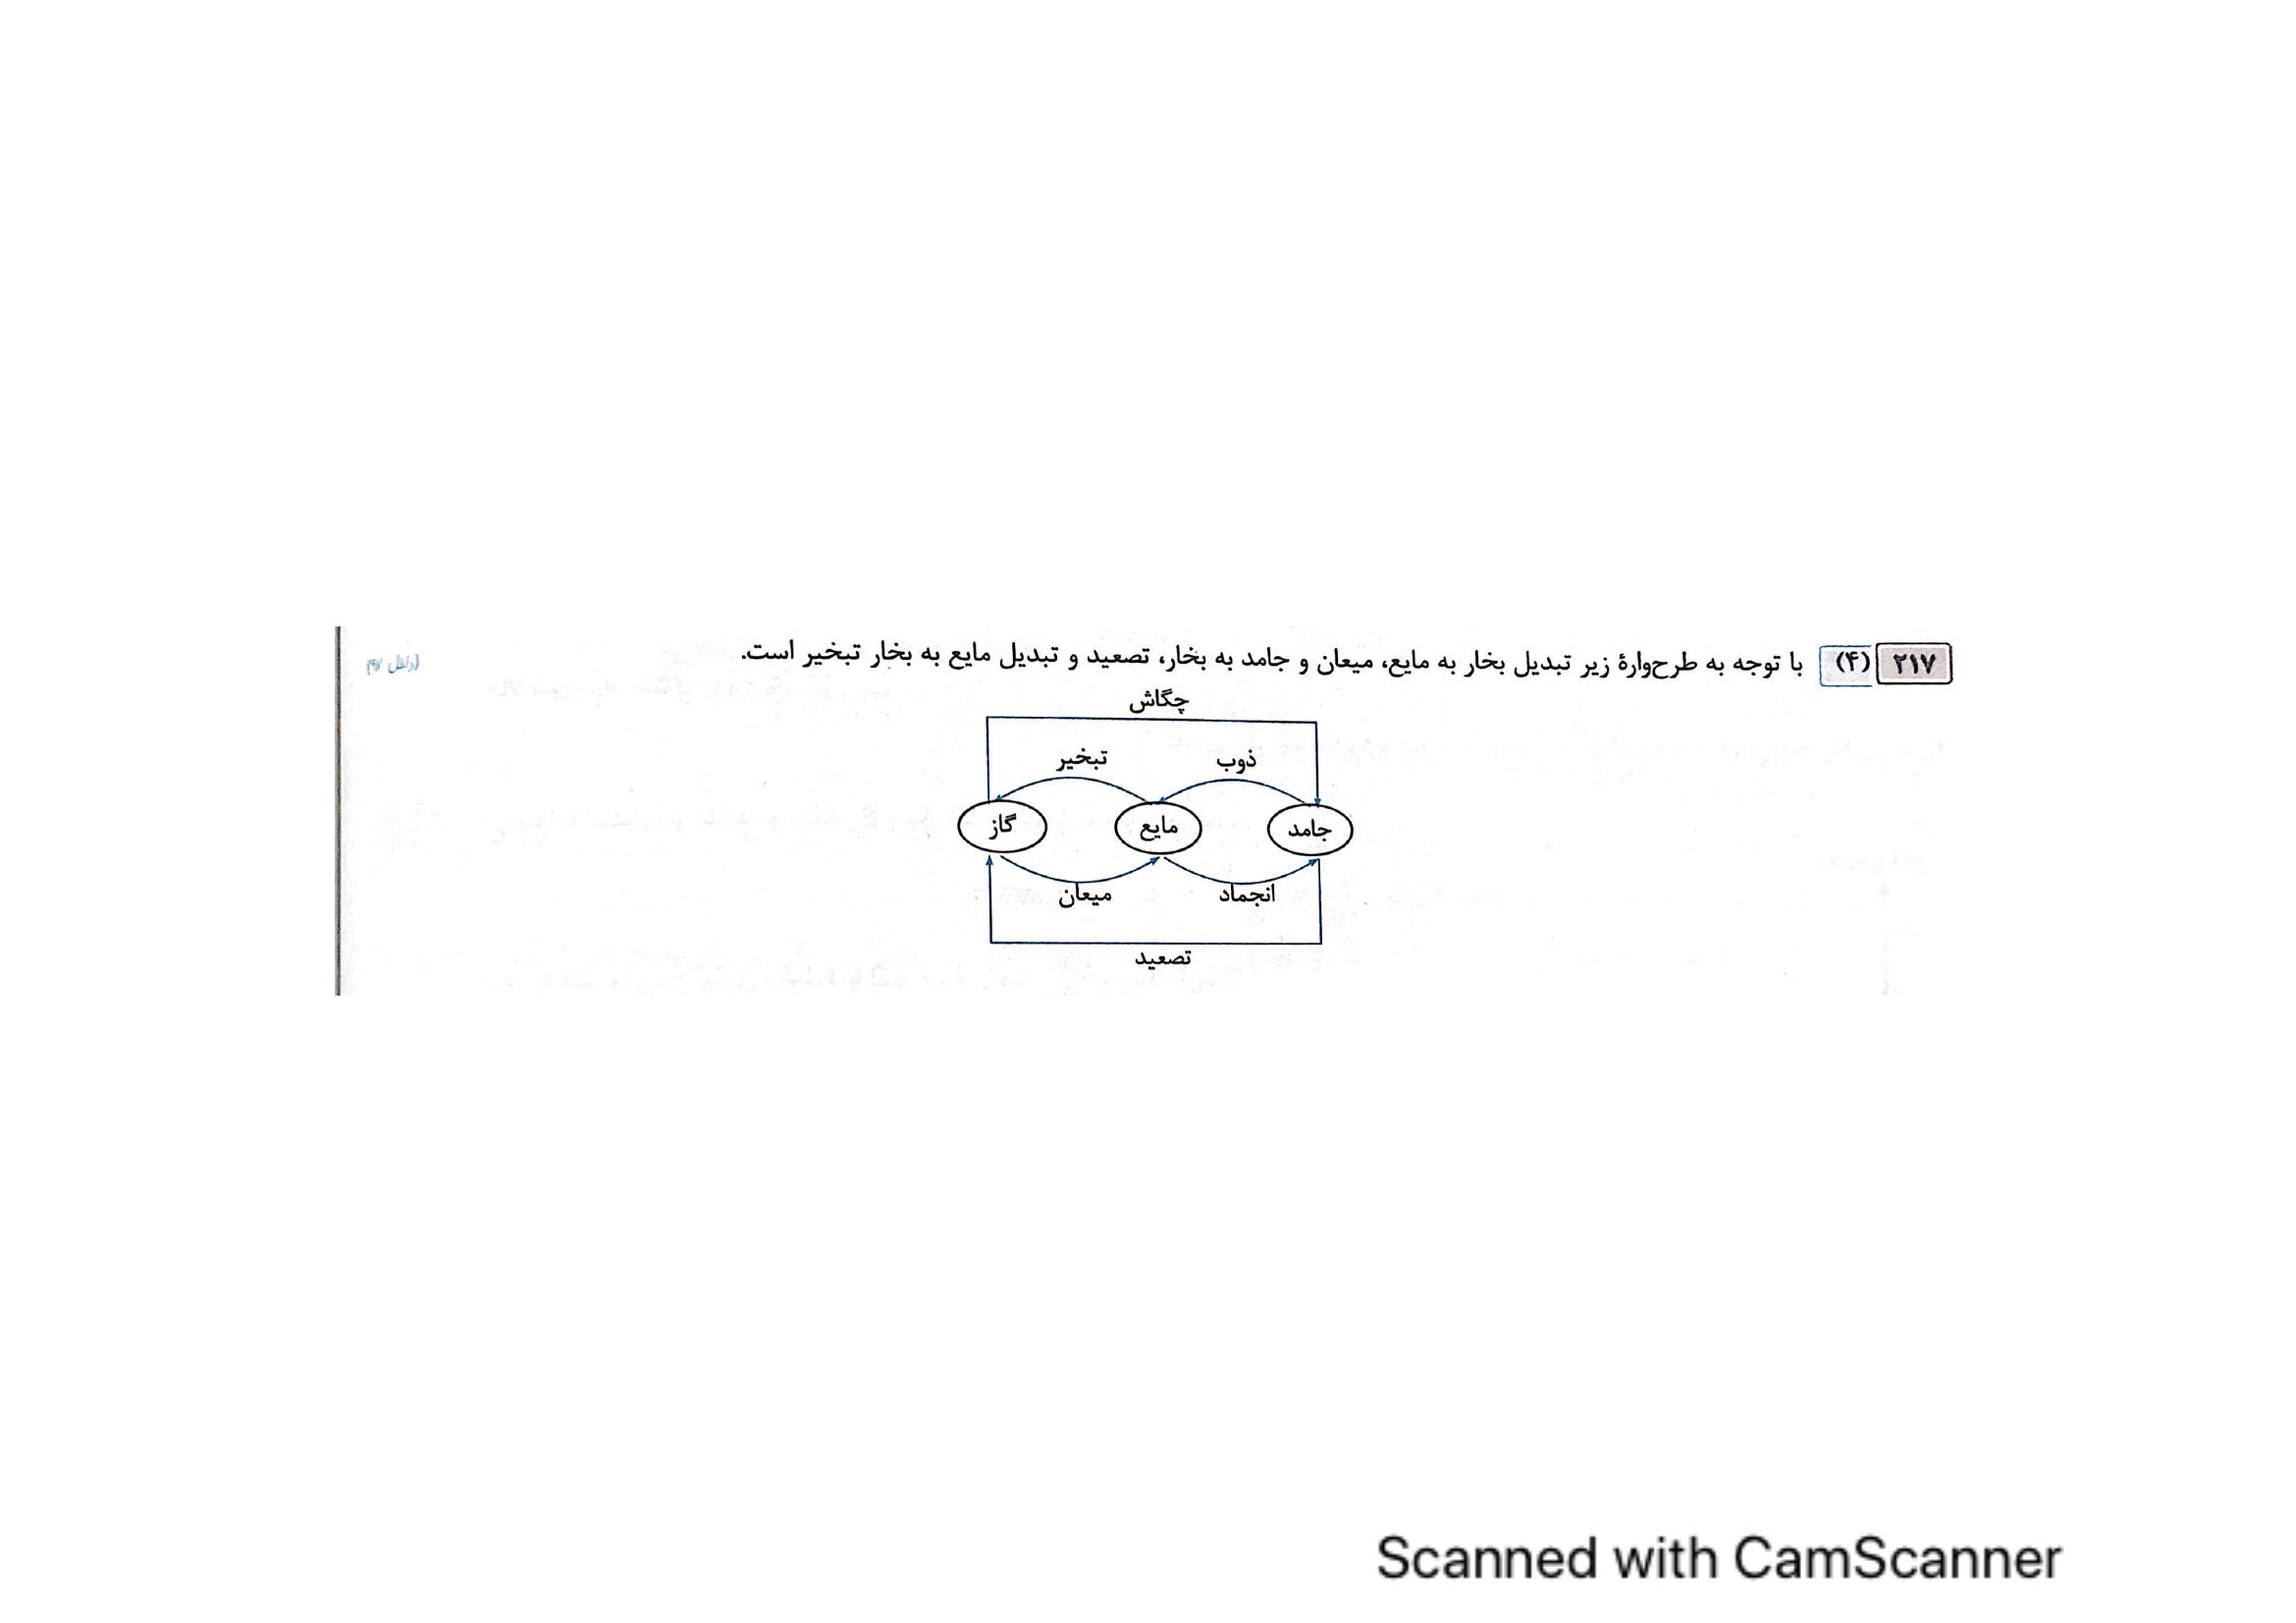 ۲۱۷ (۴) با توجه به طرح‌وارهٔ زیر تبدیل بخار به مایع، میعان و جامد به بخار، تصعید و تبدیل مایع به بخار تبخیر است.
(داخل ۹۷)
چگاش
ذوب
تبخیر
جامد
مایع
گاز
انجماد
میعان
تصعید
Scanned with CamScanner